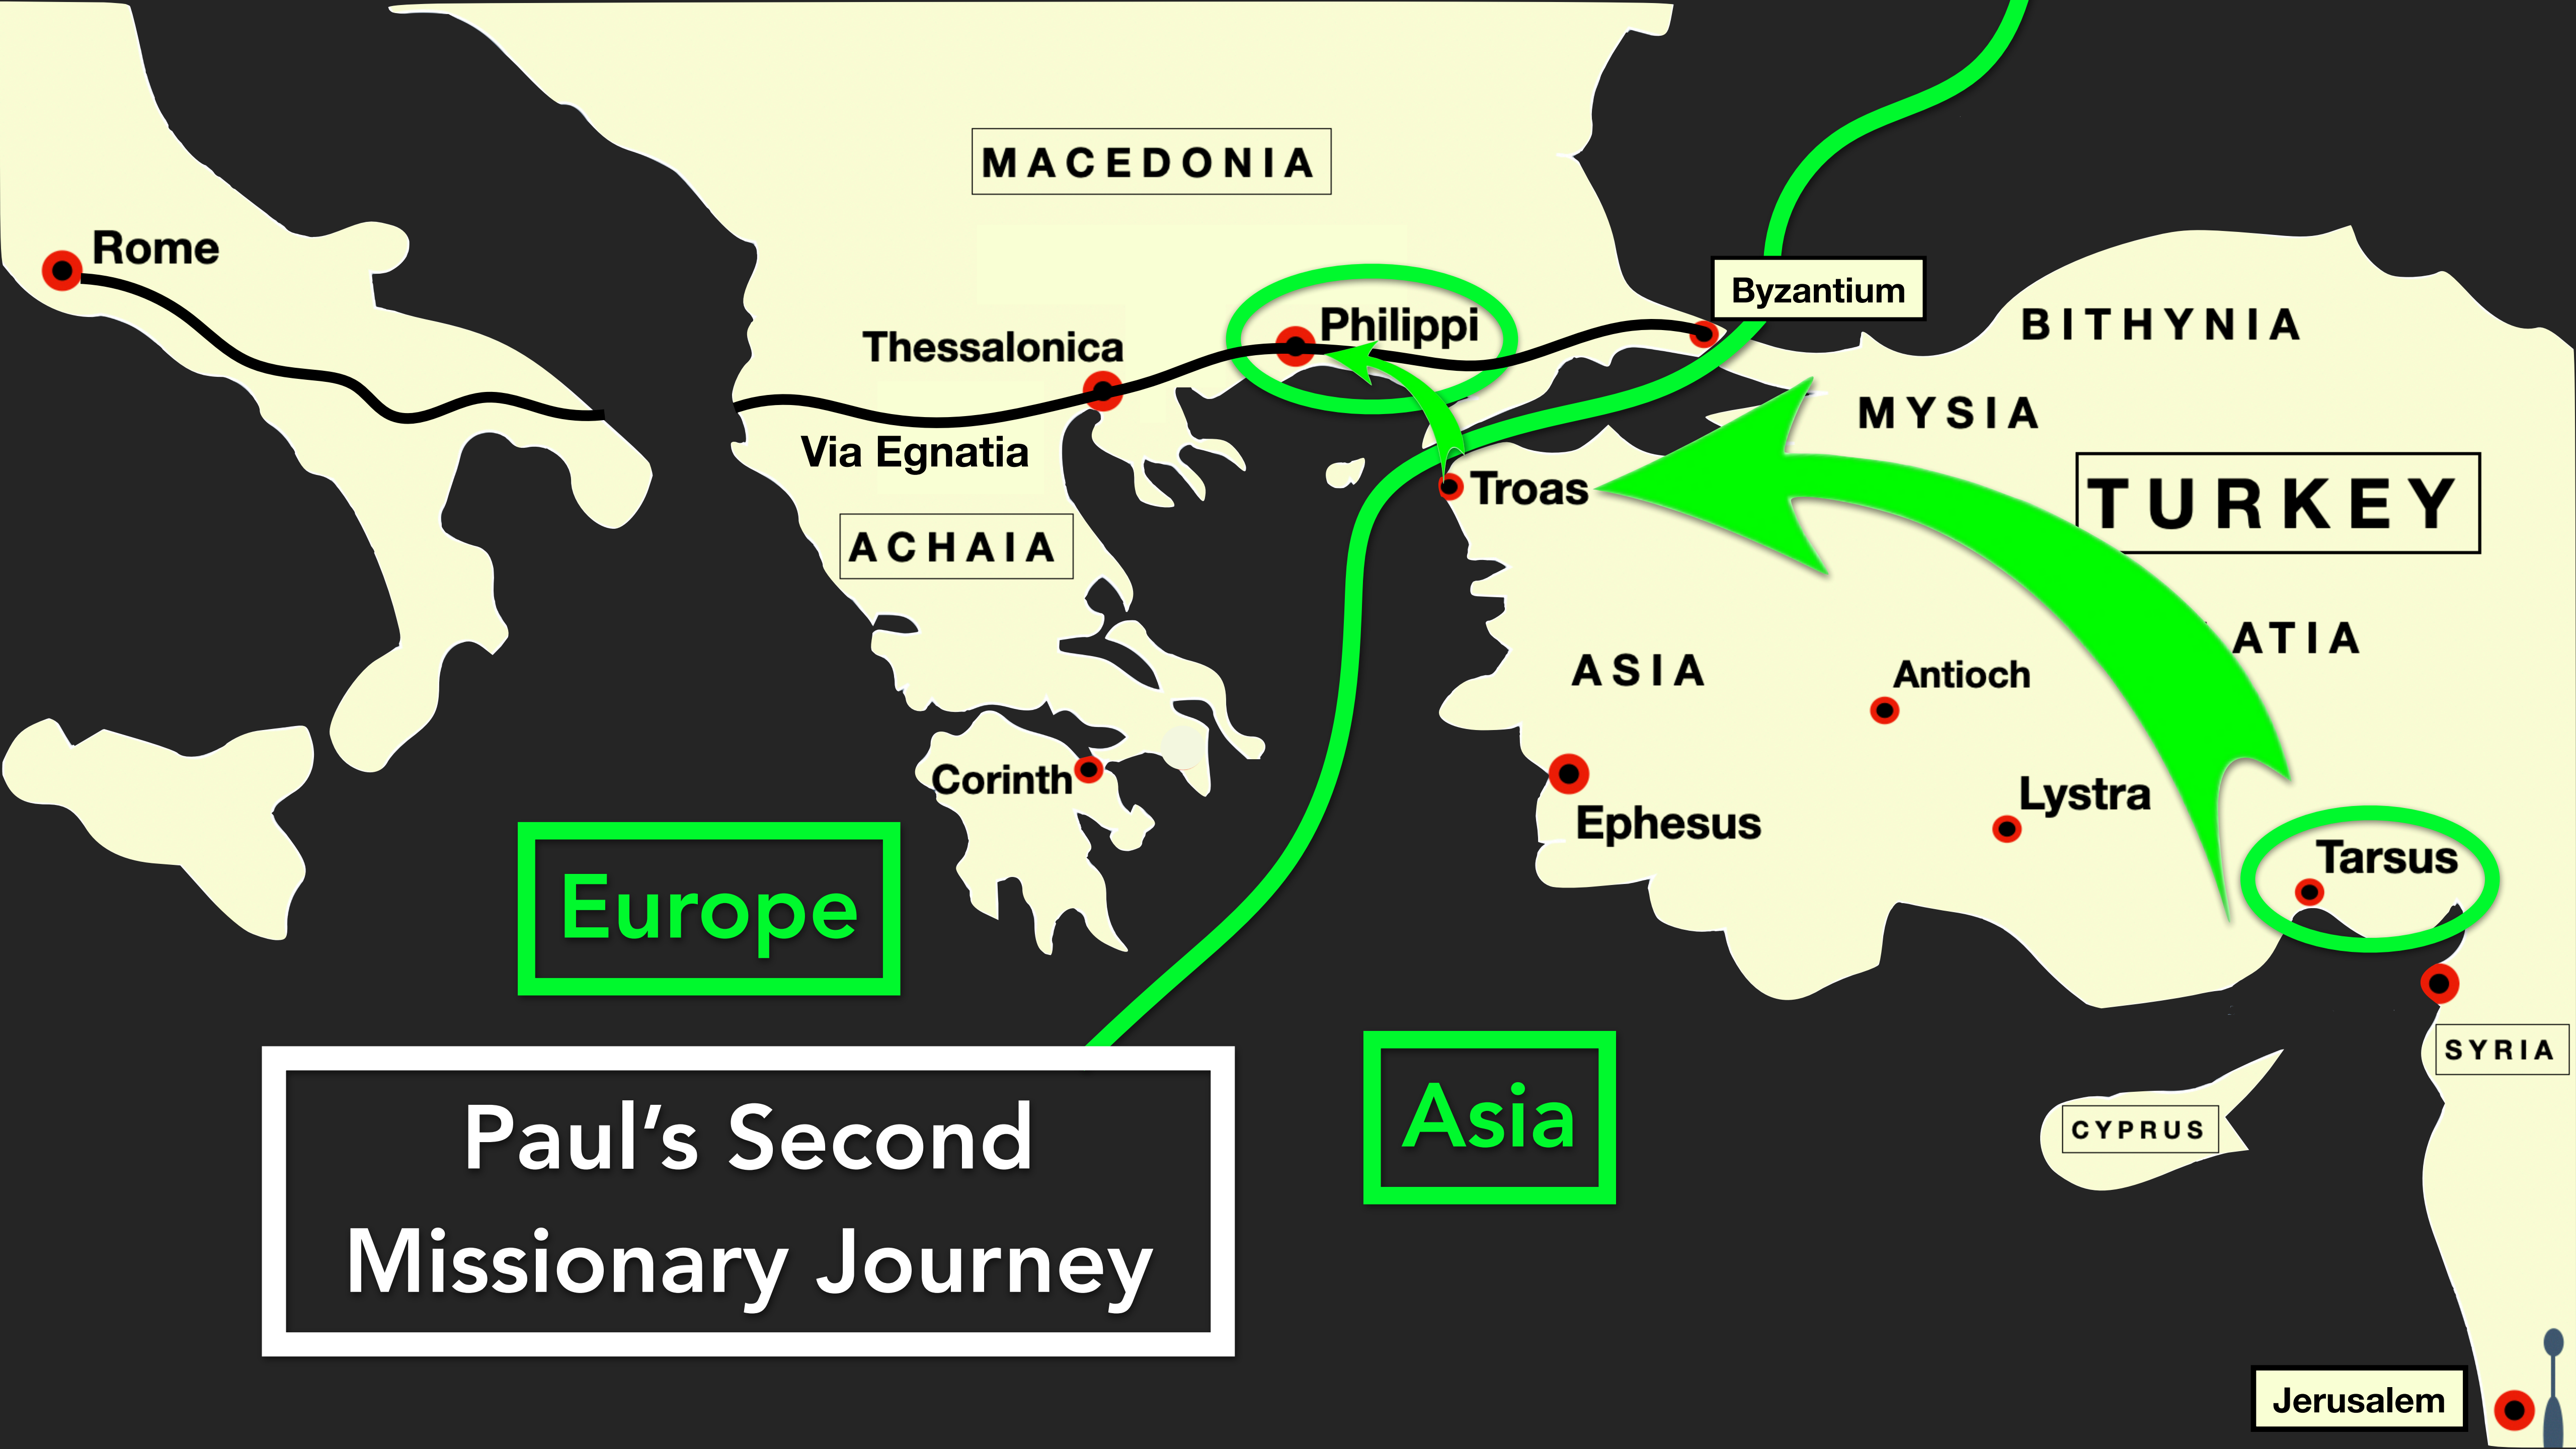 MACEDONIA
Rome
Byzantium
Philippi
BITHYNIA
Thessalonica
MYSIA
Via Egnatia
Troas
TURKEY
ACHAIA
ATIA
ASIA
Antioch
Corinth
Lystra
Ephesus
Tarsus
Europe
SYRIA
Asia
CYPRUS
Paul’s Second
Missionary Journey
Jerusalem